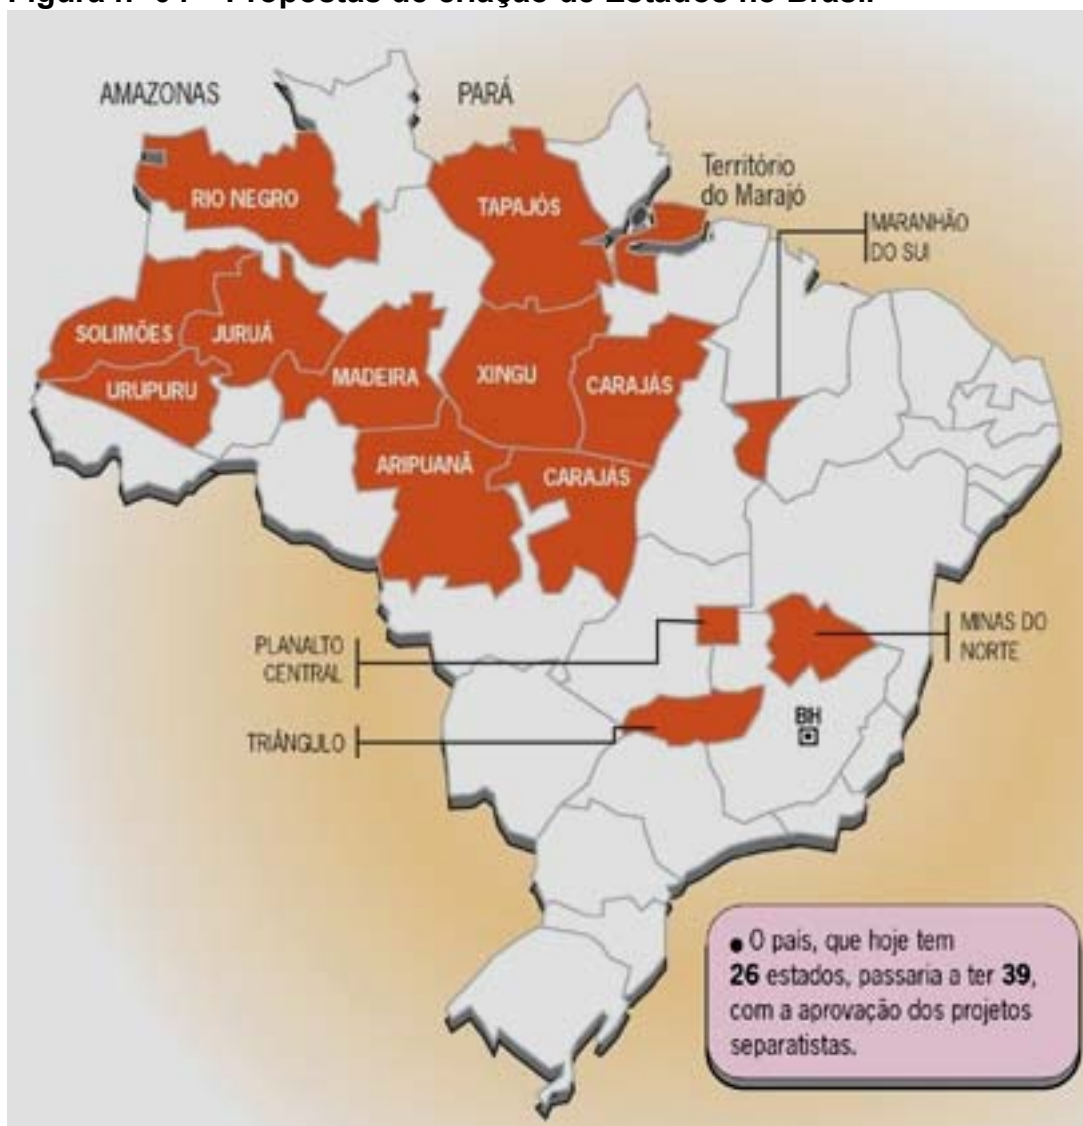 AMAZONAS
PARÁ
Território
do Marajó
MARANHÃO
DO SUI
RIO NEGRO
TAPAJÓS
SOLIMÕES
JURUÁ
MADEIRA
XINGU
CARAJÁS
URUPURU
ARIPUANÃ
CARAJÁS
PLANALTO
CENTRAL
MINAS DO
NORTE
TRIÂNGULO
BH
• O país, que hoje tem
26 estados, passaria a ter 39,
com a aprovação dos projetos
separatistas.